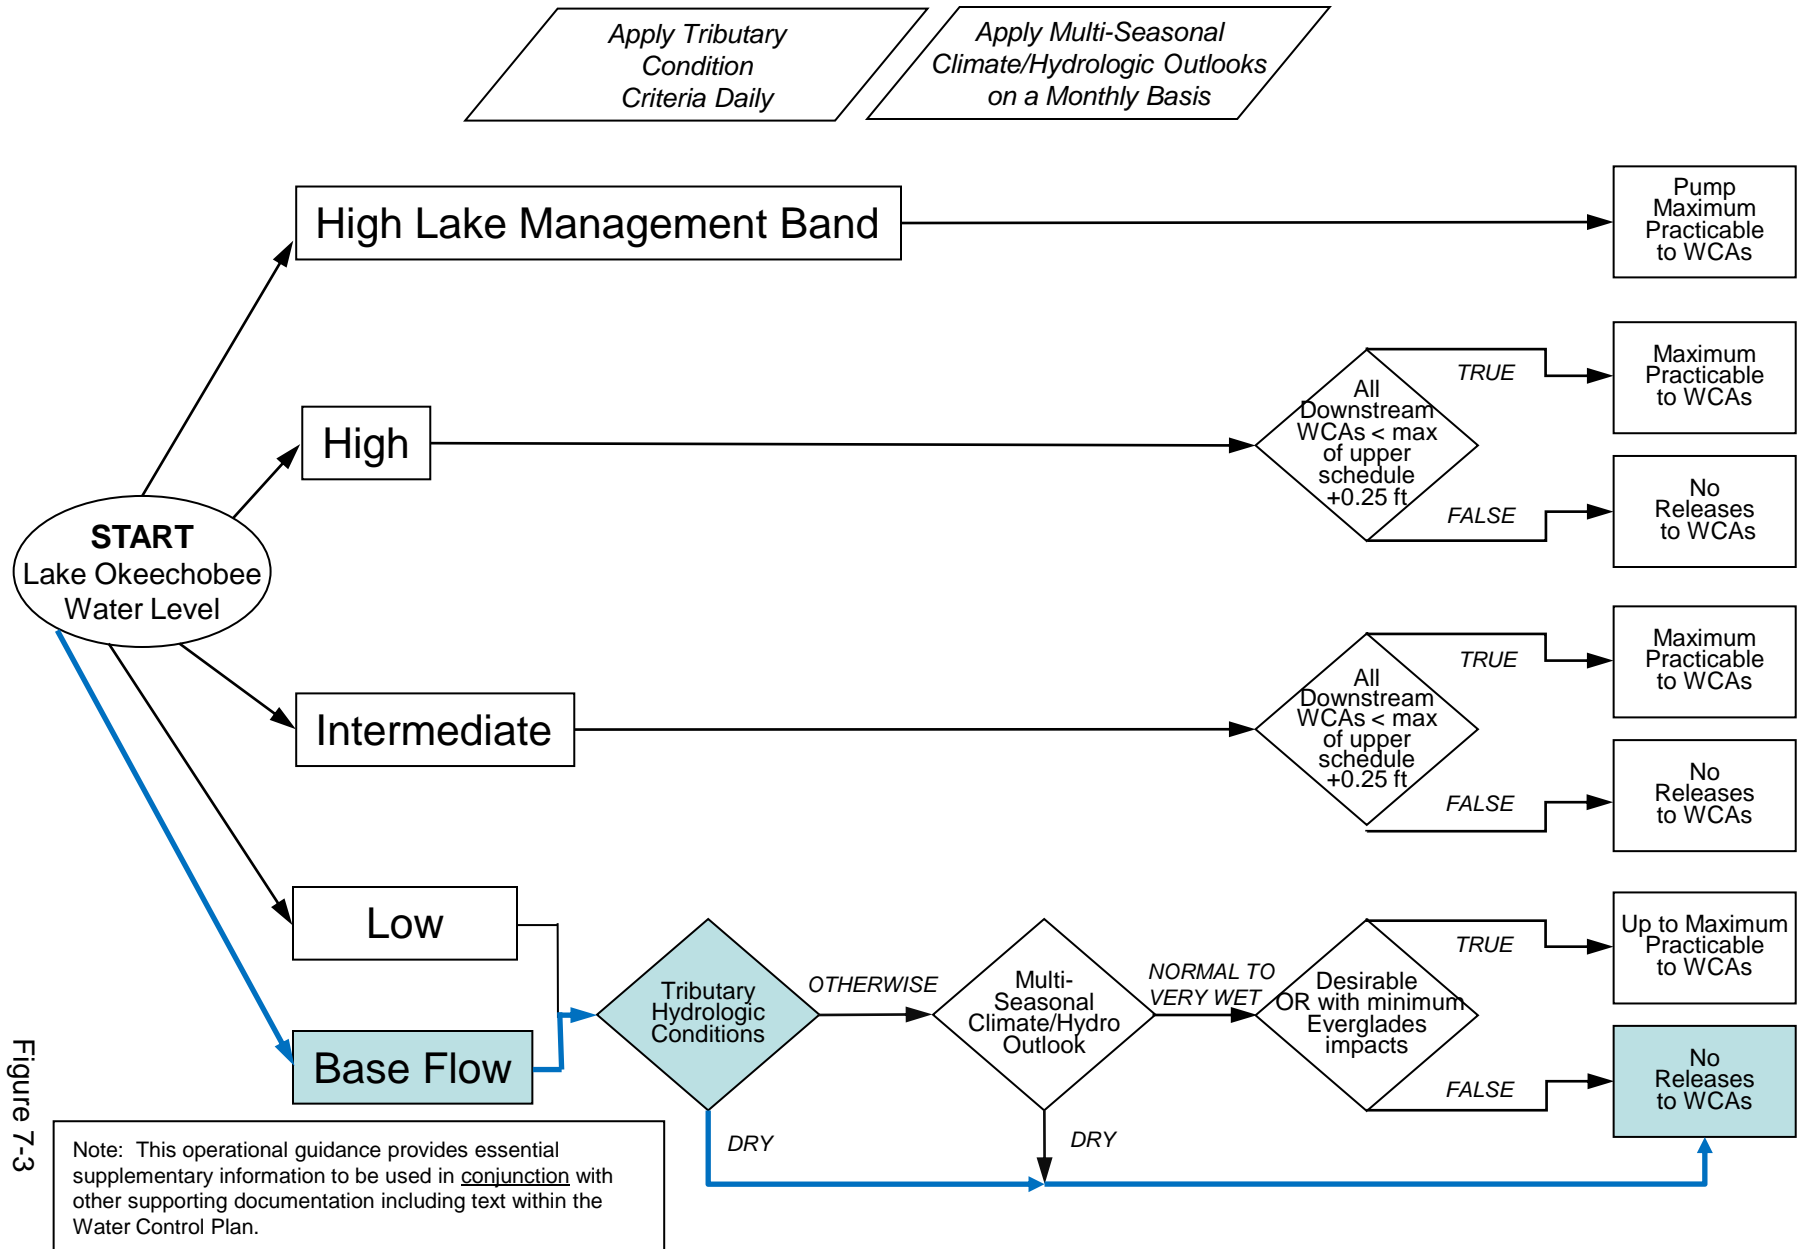 Apply Tributary
Condition
Criteria Daily
Apply Multi-Seasonal
Climate/Hydrologic Outlooks
on a Monthly Basis
High Lake Management Band
Pump
Maximum
Practicable
to WCAs
High
All
Downstream
WCAs < max
of upper
schedule
+0.25 ft
TRUE
Maximum
Practicable
to WCAs
FALSE
No
Releases
to WCAs
START
Lake Okeechobee
Water Level
Intermediate
All
Downstream
WCAs < max
of upper
schedule
+0.25 ft
TRUE
Maximum
Practicable
to WCAs
FALSE
No
Releases
to WCAs
Low
Base Flow
Tributary
Hydrologic
Conditions
OTHERWISE
DRY
Multi-
Seasonal
Climate/Hydro
Outlook
NORMAL TO
VERY WET
DRY
Desirable
OR with minimum
Everglades
impacts
TRUE
Up to Maximum
Practicable
to WCAs
FALSE
No
Releases
to WCAs
Figure 7-3
Note:  This operational guidance provides essential
supplementary information to be used in conjunction with
other supporting documentation including text within the
Water Control Plan.